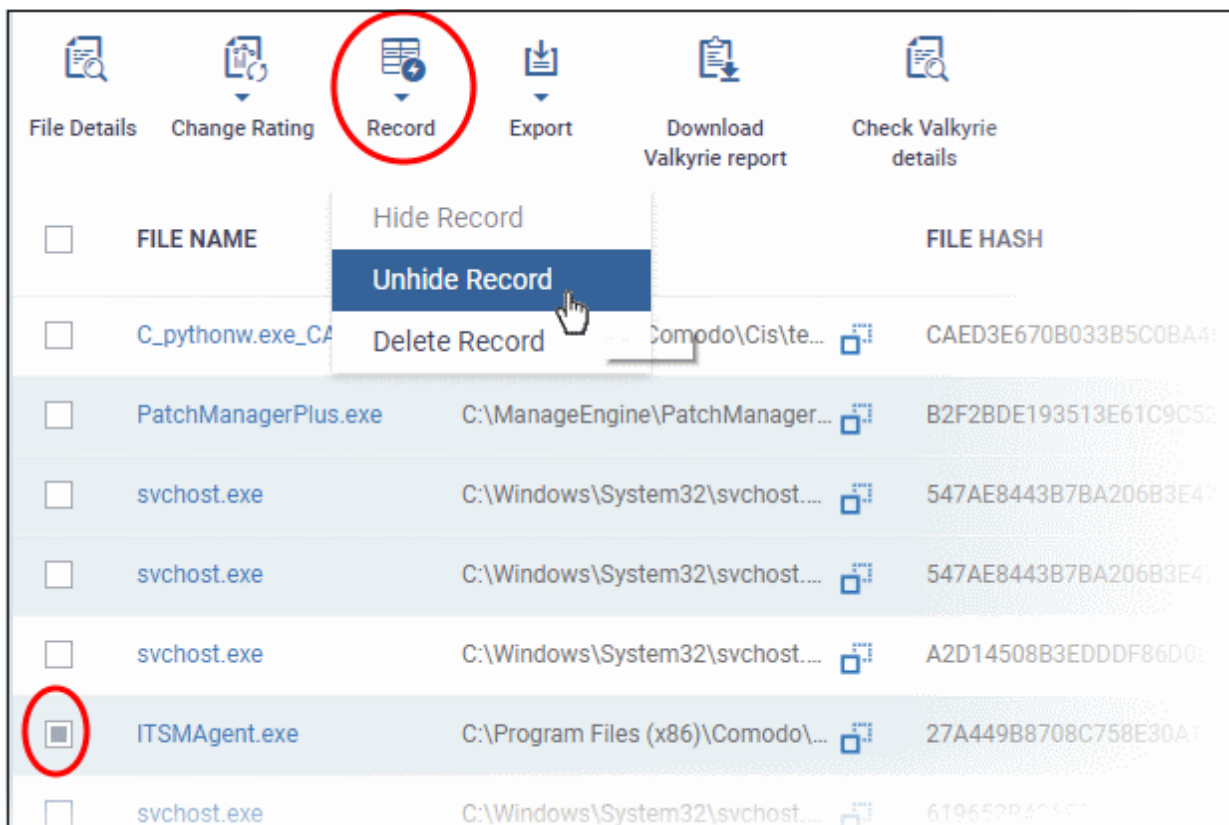 File Details
Change Rating
Record
Export
Download
Valkyrie report
Check Valkyrie
details
Hide Record
Unhide Record
Delete Record
FILE NAME
FILE HASH
C_pythonw.exe_CA
Comodo\Cis\te...
CAED3E670B033B5C0BA4
PatchManagerPlus.exe
C:\ManageEngine\PatchManager...
B2F2BDE193513E61C9C52
svchost.exe
C:\Windows\System32\svchost....
547AE8443B7BA206B3E4
svchost.exe
C:\Windows\System32\svchost....
547AE8443B7BA206B3E4
svchost.exe
C:\Windows\System32\svchost....
A2D14508B3EDDDF86D0
ITSMAgent.exe
C:\Program Files (x86)\Comodo\...
27A449B8708C758E30A
svchost.exe
C:\Windows\System32\svchost....